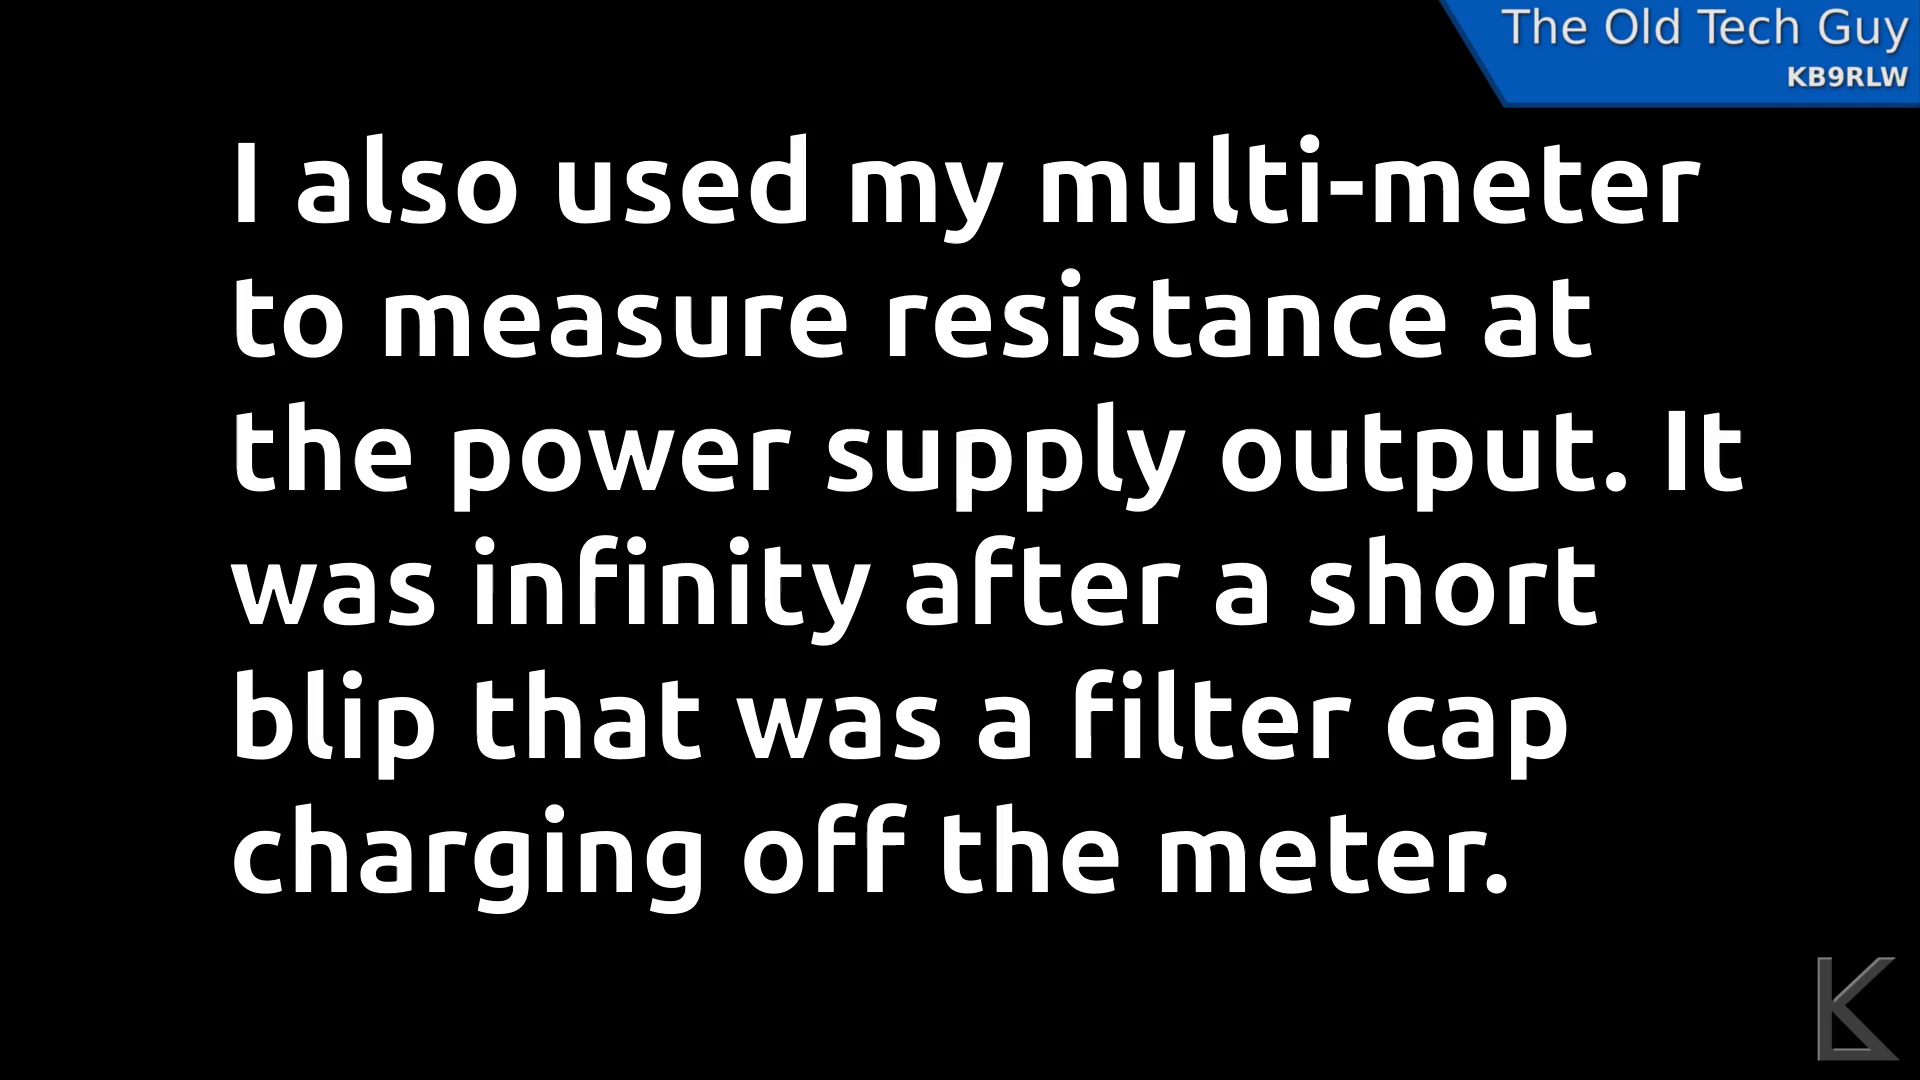 The Old Tech Guy
KB9RLW
I also used my multi-meter
to measure resistance at
the power supply output. It
was infinity after a short
blip that was a filter cap
charging off the meter.
K